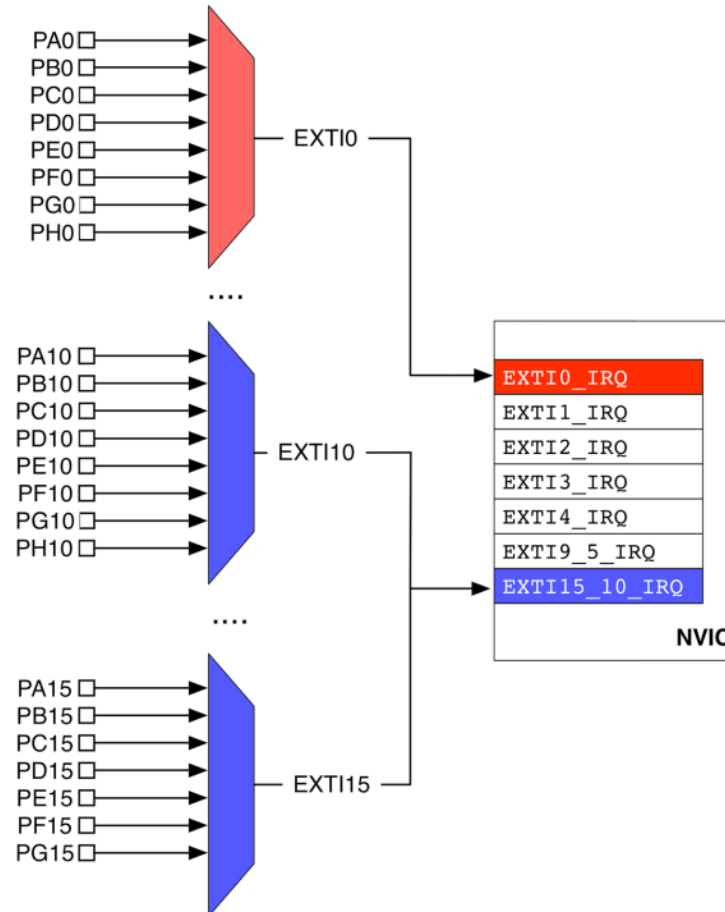 PA0
PB0
PC0
PD0
PE0
PF0
PG0
PH0
EXTI0
....
PA10
PB10
PC10
PD10
PE10
PF10
PG10
PH10
EXTI10
....
PA15
PB15
PC15
PD15
PE15
PF15
PG15
EXTI15
EXTI0_IRQ
EXTI1_IRQ
EXTI2_IRQ
EXTI3_IRQ
EXTI4_IRQ
EXTI9_5_IRQ
EXTI15_10_IRQ
NVIC